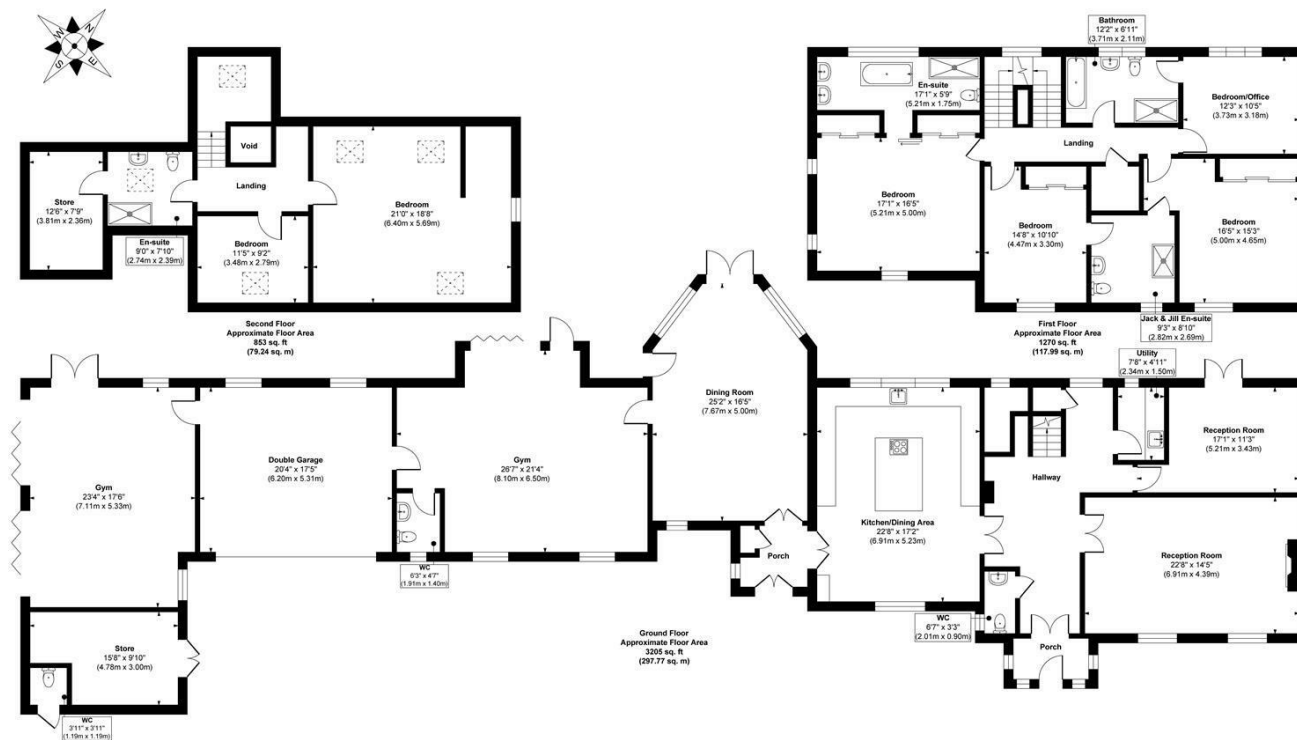 N
E
S
W
Void
Landing
Store
12'6" x 7'9"
(3.81m x 2.36m)
En-suite
9'0" x 7'10"
(2.74m x 2.39m)
Bedroom
11'5" x 9'2"
(3.48m x 2.79m)
Bedroom
21'0" x 18'8"
(6.40m x 5.69m)
Second Floor
Approximate Floor Area
853 sq. ft
(79.24 sq. m)
Bathroom
12'2" x 6'11"
(3.71m x 2.11m)
En-suite
17'1" x 5'9"
(5.21m x 1.75m)
Bedroom/Office
12'3" x 10'5"
(3.73m x 3.18m)
Landing
Bedroom
17'1" x 16'5"
(5.21m x 5.00m)
Bedroom
14'8" x 10'10"
(4.47m x 3.30m)
Bedroom
16'5" x 15'3"
(5.00m x 4.65m)
First Floor
Approximate Floor Area
1270 sq. ft
(117.99 sq. m)
Jack & Jill En-suite
9'3" x 8'10"
(2.82m x 2.69m)
Utility
7'8" x 4'11"
(2.34m x 1.50m)
Gym
23'4" x 17'6"
(7.11m x 5.33m)
Double Garage
20'4" x 17'5"
(6.20m x 5.31m)
Gym
26'7" x 21'4"
(8.10m x 6.50m)
Dining Room
25'2" x 16'5"
(7.67m x 5.00m)
Kitchen/Dining Area
22'8" x 17'2"
(6.91m x 5.23m)
Hallway
Reception Room
17'1" x 11'3"
(5.21m x 3.43m)
Reception Room
22'8" x 14'5"
(6.91m x 4.39m)
Porch
WC
6'3" x 4'7"
(1.91m x 1.40m)
WC
6'7" x 3'3"
(2.01m x 0.90m)
Porch
Store
15'8" x 9'10"
(4.78m x 3.00m)
WC
3'11" x 3'11"
(1.19m x 1.19m)
Ground Floor
Approximate Floor Area
3205 sq. ft
(297.77 sq. m)